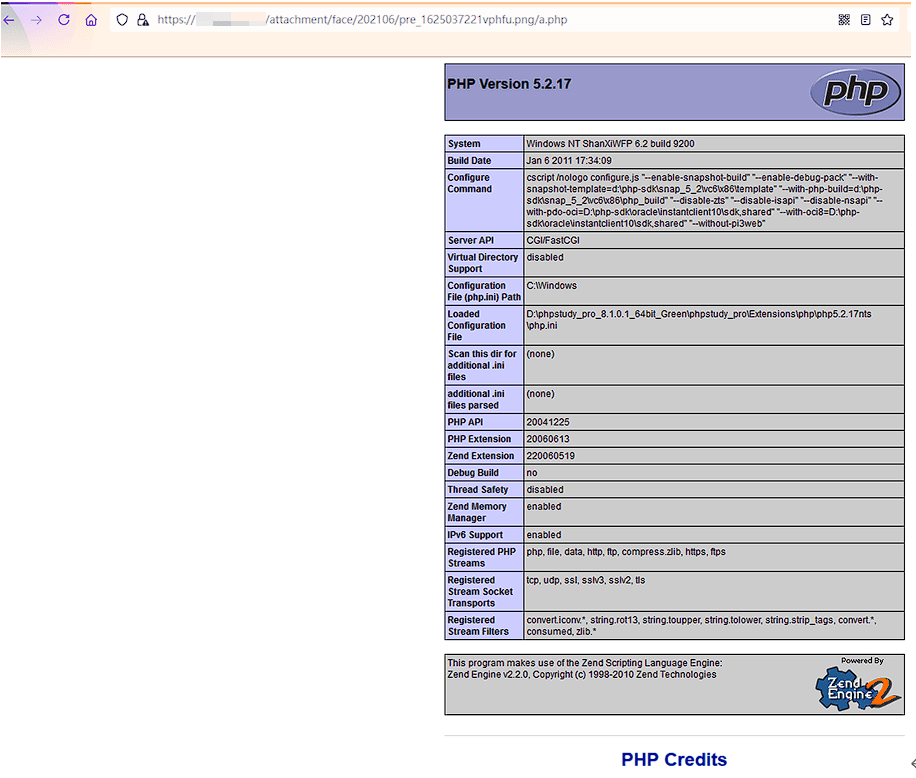 https:// /attachment/face/202106/pre_1625037221vphfu.png/a.php
PHP Version 5.2.17
php
System
Windows NT ShanXiWFP 6.2 build 9200
Build Date
Jan 6 2011 17:34:09
Configure
Command
cscript /nologo configure.js "--enable-snapshot-build" "--enable-debug-pack" "--with-
snapshot-template=d:\php-sdk\snap_5_2\vc6\x86\template" "--with-php-build=d:\php-
sdk\snap_5_2\vc6\x86\php_build" "--disable-zts" "--disable-isapi" "--disable-nsapi" "--
with-pdo-oci=D:\php-sdk\oracle\instantclient10\sdk,shared" "--with-oci8=D:\php-
sdk\oracle\instantclient10\sdk,shared" "--without-pi3web"
Server API
CGI/FastCGI
Virtual Directory
Support
disabled
Configuration
File (php.ini) Path
C:\Windows
Loaded
Configuration
File
D:\phpstudy_pro_8.1.0.1_64bit_Green\phpstudy_pro\Extensions\php\php5.2.17nts
\php.ini
Scan this dir for
additional .ini
files
(none)
additional .ini
files parsed
(none)
PHP API
20041225
PHP Extension
20060613
Zend Extension
220060519
Debug Build
no
Thread Safety
disabled
Zend Memory
Manager
enabled
IPv6 Support
enabled
Registered PHP
Streams
php, file, data, http, ftp, compress.zlib, https, ftps
Registered
Stream Socket
Transports
tcp, udp, ssl, sslv3, sslv2, tls
Registered
Stream Filters
convert.iconv.*, string.rot13, string.toupper, string.tolower, string.strip_tags, convert.*,
consumed, zlib.*
This program makes use of the Zend Scripting Language Engine:
Zend Engine v2.2.0, Copyright (c) 1998-2010 Zend Technologies
Powered By
Zend
Engine 2
PHP Credits